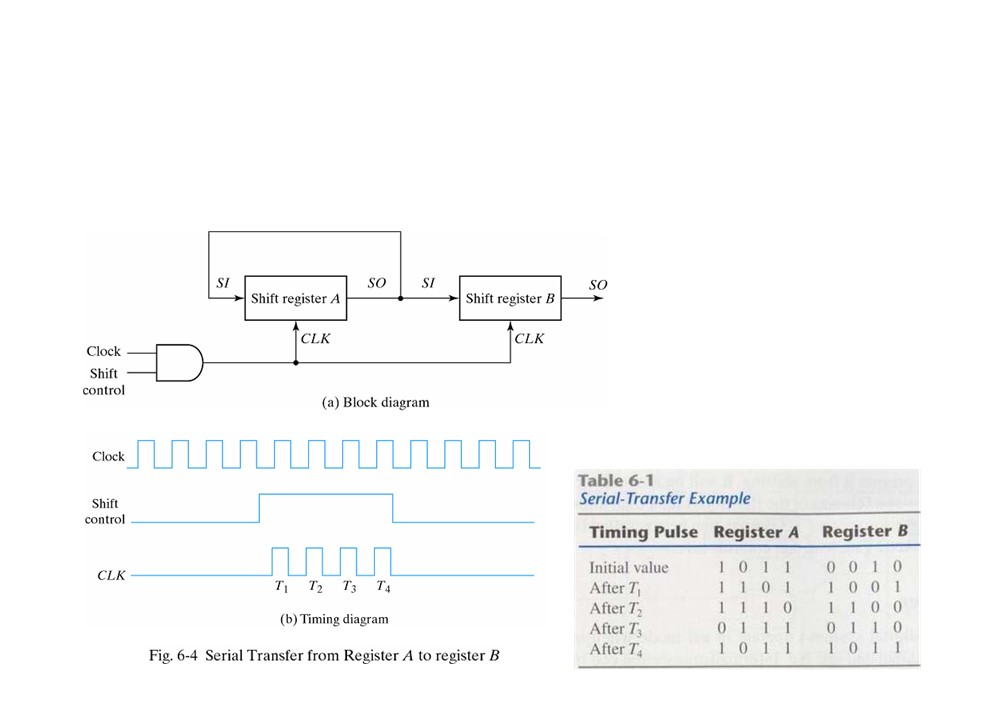 SI
Shift register A
SO
SI
Shift register B
SO
CLK
CLK
Clock
Shift
control
(a) Block diagram
Clock
Shift
control
CLK
T1 T2 T3 T4
(b) Timing diagram
Fig. 6-4 Serial Transfer from Register A to register B
Table 6-1
Serial-Transfer Example
Timing Pulse Register A Register B
Initial value 1 0 1 1 0 0 1 0
After T1 1 1 0 1 1 0 0 1
After T2 1 1 1 0 1 1 0 0
After T3 0 1 1 1 0 1 1 0
After T4 1 0 1 1 1 0 1 1